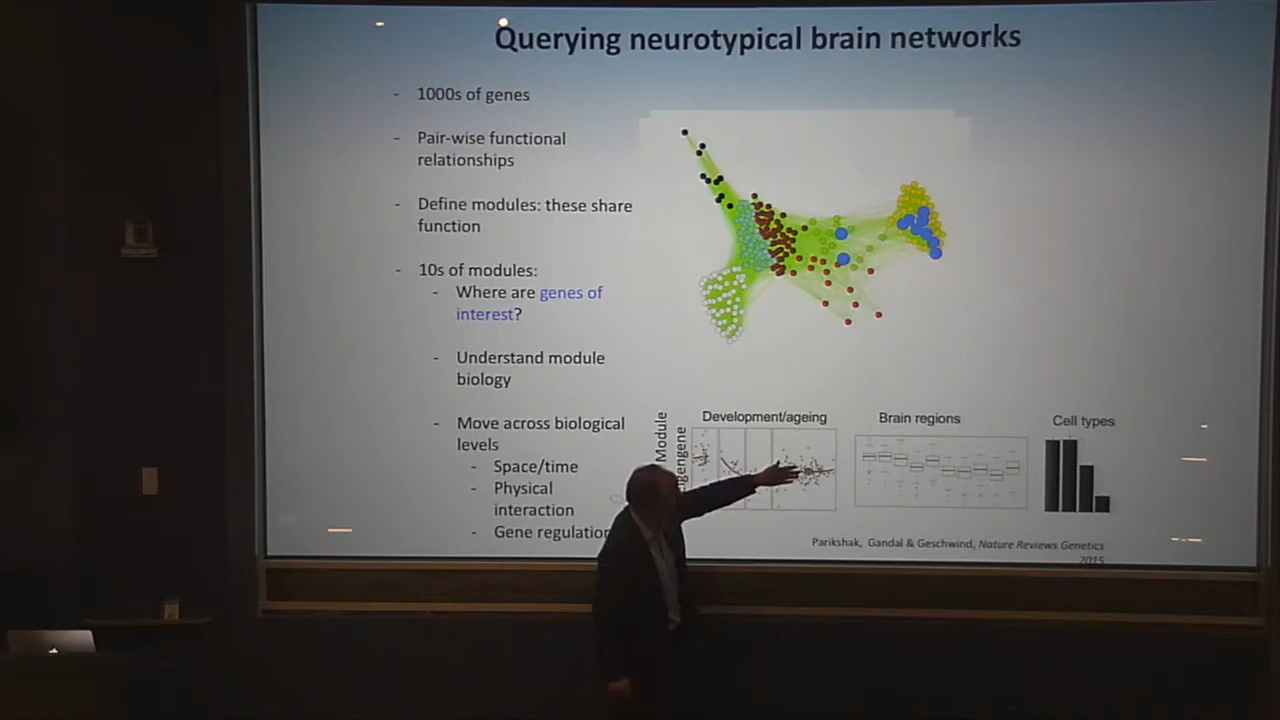 Querying neurotypical brain networks
- 1000s of genes
- Pair-wise functional
relationships
- Define modules: these share
function
- 10s of modules:
- Where are genes of
interest?
- Understand module
biology
- Move across biological
levels
- Space/time
- Physical
interaction
- Gene regulation
Module
Eigengene
Development/ageing
Brain regions
Cell types
Parikshak, Gandal & Geschwind, Nature Reviews Genetics
2015